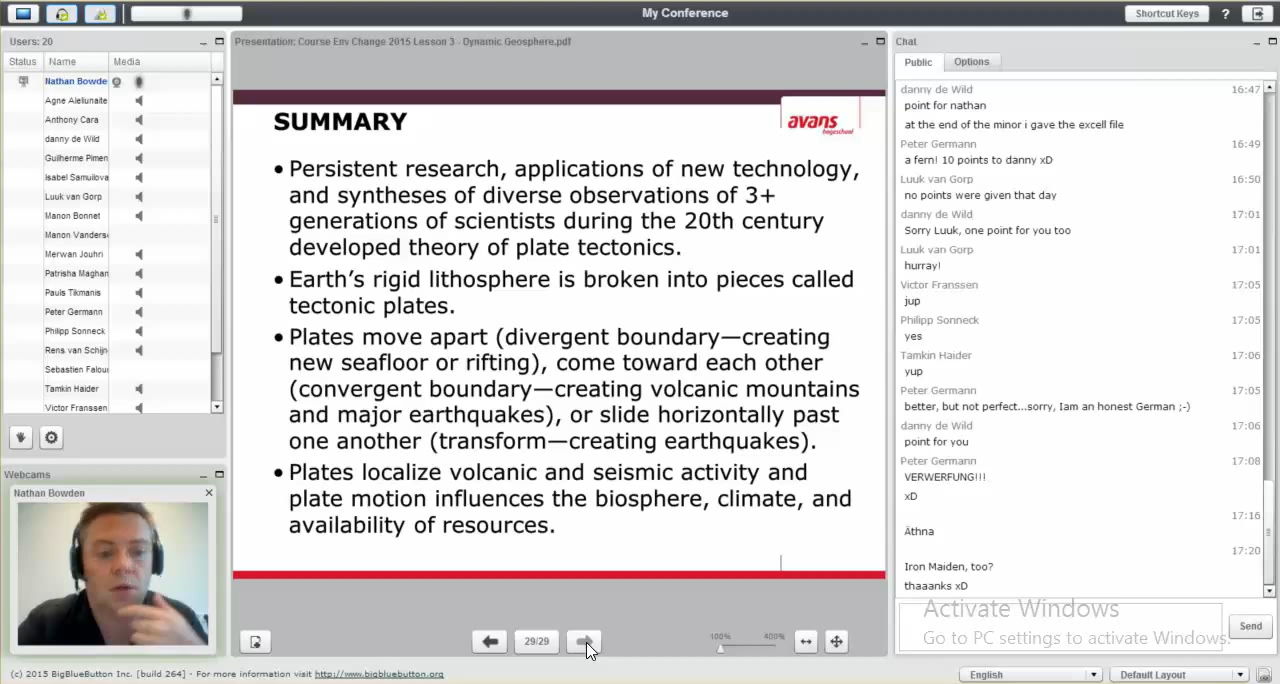 My Conference
Shortcut Keys
?
Users: 20
Status Name Media
Nathan Bowde
Agne Aleliunaite
Anthony Cara
danny de Wild
Guilherme Pimen
Isabel Samuilova
Luuk van Gorp
Manon Bonnet
Manon Vanderse
Merwan Jouhri
Patrisha Maghan
Pauls Tikmanis
Peter Germann
Philipp Sonneck
Rens van Schijn
Sebastien Falou
Tamkin Haider
Victor Franssen
Webcams
Nathan Bowden
Presentation: Course Env Change 2015 Lesson 3 - Dynamic Geosphere.pdf
SUMMARY
avans
hogeschool
• Persistent research, applications of new technology,
and syntheses of diverse observations of 3+
generations of scientists during the 20th century
developed theory of plate tectonics.
• Earth's rigid lithosphere is broken into pieces called
tectonic plates.
• Plates move apart (divergent boundary—creating
new seafloor or rifting), come toward each other
(convergent boundary—creating volcanic mountains
and major earthquakes), or slide horizontally past
one another (transform—creating earthquakes).
• Plates localize volcanic and seismic activity and
plate motion influences the biosphere, climate, and
availability of resources.
29/29
100% 400%
Chat
Public Options
danny de Wild 16:47
point for nathan
at the end of the minor i gave the excell file
Peter Germann 16:49
a fern! 10 points to danny xD
Luuk van Gorp 16:50
no points were given that day
danny de Wild 17:01
Sorry Luuk, one point for you too
Luuk van Gorp 17:01
hurray!
Victor Franssen 17:05
jup
Philipp Sonneck 17:05
yes
Tamkin Haider 17:06
yup
Peter Germann 17:05
better, but not perfect...sorry, Iam an honest German ;-)
danny de Wild 17:06
point for you
Peter Germann 17:08
VERWERFUNG!!!
xD
17:16
Äthna
17:20
Iron Maiden, too?
thaaanks xD
Activate Windows
Go to PC settings to activate Windows.
Send
(c) 2015 BigBlueButton Inc. [build 264] - For more information visit http://www.bigbluebutton.org
English
Default Layout